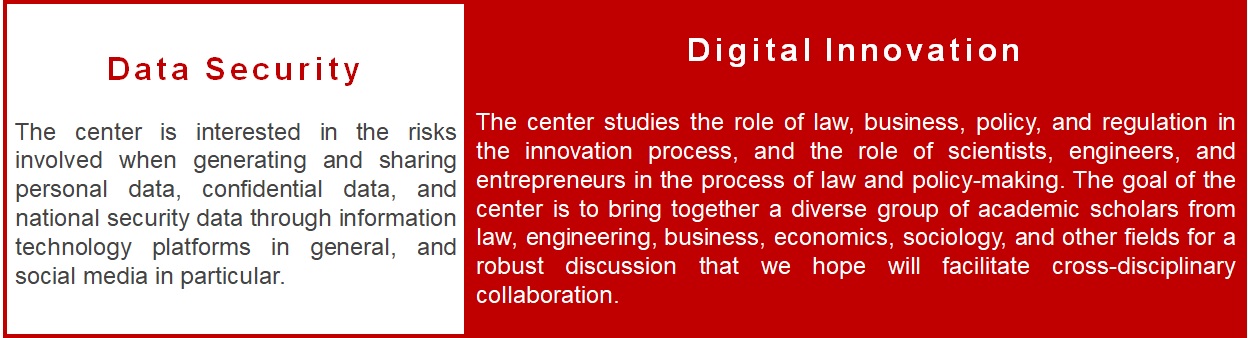 Data Security
The center is interested in the risks
involved when generating and sharing
personal data, confidential data, and
national security data through information
technology platforms in general, and
social media in particular.
Digital Innovation
The center studies the role of law, business, policy, and regulation in
the innovation process, and the role of scientists, engineers, and
entrepreneurs in the process of law and policy-making. The goal of the
center is to bring together a diverse group of academic scholars from
law, engineering, business, economics, sociology, and other fields for a
robust discussion that we hope will facilitate cross-disciplinary
collaboration.